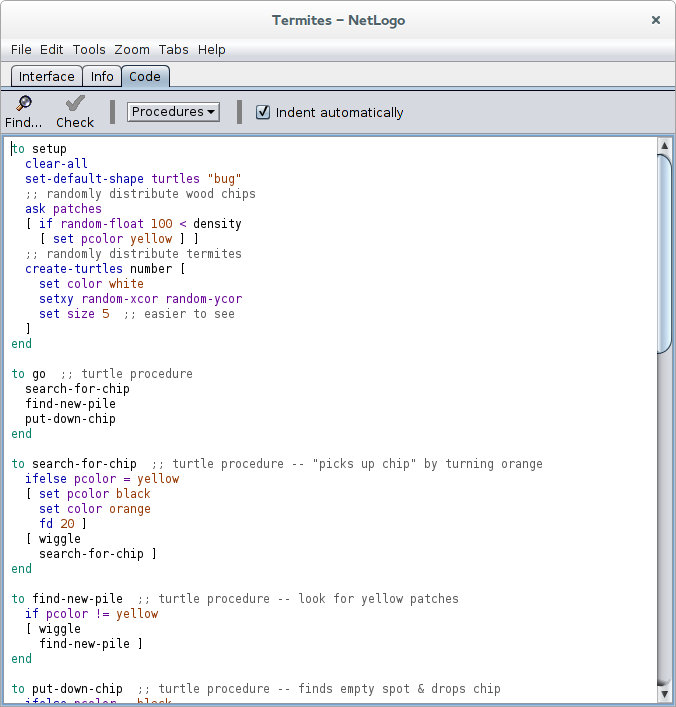 Termites – NetLogo
File Edit Tools Zoom Tabs Help
Interface Info Code
Find... Check Procedures Indent automatically
to setup
  clear-all
  set-default-shape turtles "bug"
  ;; randomly distribute wood chips
  ask patches
  [ if random-float 100 < density
    [ set pcolor yellow ] ]
  ;; randomly distribute termites
  create-turtles number [
    set color white
    setxy random-xcor random-ycor
    set size 5  ;; easier to see
  ]
end
to go  ;; turtle procedure
  search-for-chip
  find-new-pile
  put-down-chip
end
to search-for-chip  ;; turtle procedure -- "picks up chip" by turning orange
  ifelse pcolor = yellow
  [ set pcolor black
    set color orange
    fd 20 ]
  [ wiggle
    search-for-chip ]
end
to find-new-pile  ;; turtle procedure -- look for yellow patches
  if pcolor != yellow
  [ wiggle
    find-new-pile ]
end
to put-down-chip  ;; turtle procedure -- finds empty spot & drops chip
  ifelse pcolor = black